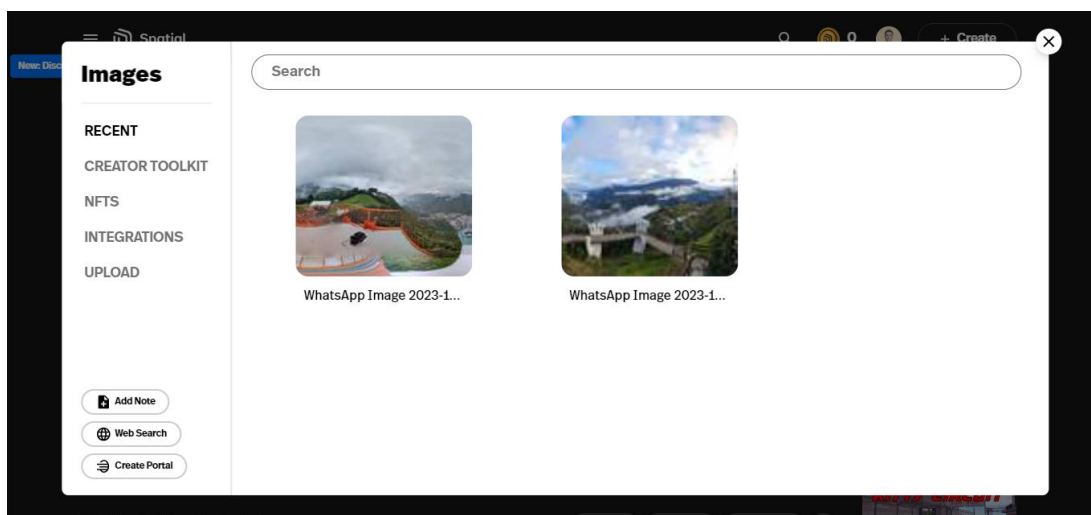 Spatial
0
+ Create
New: Disc
Images
Search
RECENT
CREATOR TOOLKIT
NFTS
INTEGRATIONS
UPLOAD
WhatsApp Image 2023-1...
WhatsApp Image 2023-1...
Add Note
Web Search
Create Portal